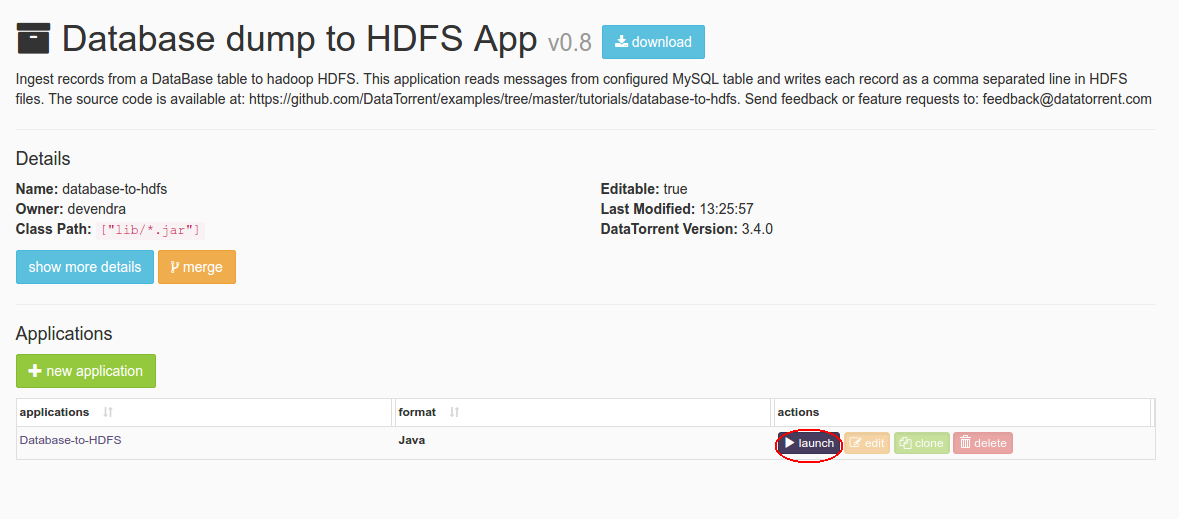 Database dump to HDFS App v0.8 download
Ingest records from a DataBase table to hadoop HDFS. This application reads messages from configured MySQL table and writes each record as a comma separated line in HDFS
files. The source code is available at: https://github.com/DataTorrent/examples/tree/master/tutorials/database-to-hdfs. Send feedback or feature requests to: feedback@datatorrent.com
Details
Name: database-to-hdfs Editable: true
Owner: devendra Last Modified: 13:25:57
Class Path: ["lib/*.jar"] DataTorrent Version: 3.4.0
show more details merge
Applications
new application
applications format actions
Database-to-HDFS Java launch edit clone delete